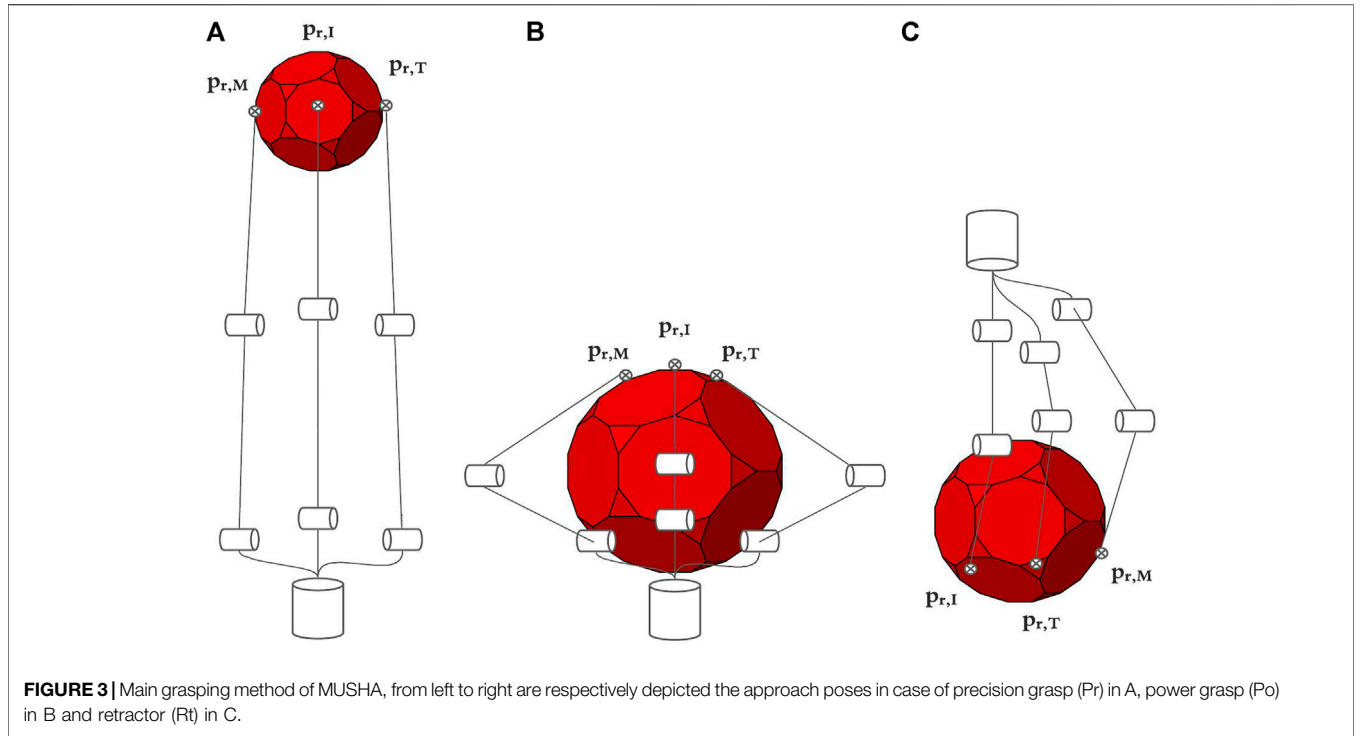 A
B
C
pr,I
pr,M
pr,T
pr,I
pr,M
pr,T
pr,I
pr,T
pr,M
FIGURE 3 | Main grasping method of MUSHA, from left to right are respectively depicted the approach poses in case of precision grasp (Pr) in A, power grasp (Po)
in B and retractor (Rt) in C.